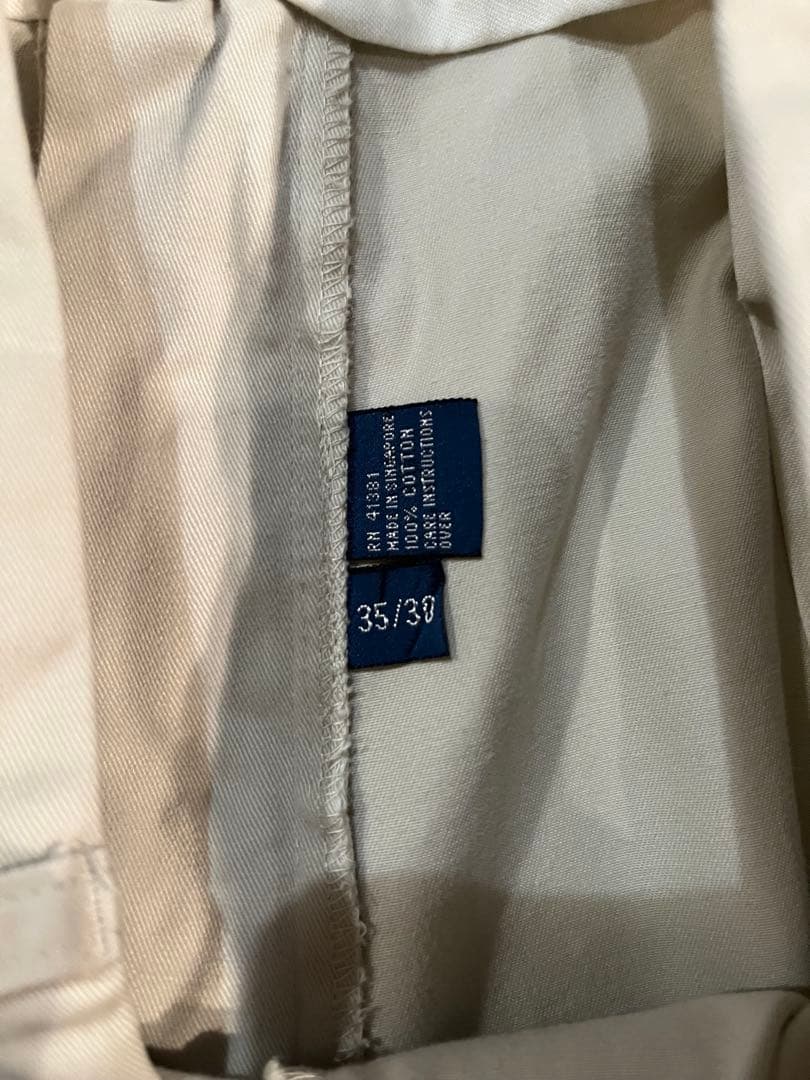 RN 41381
MADE IN SINGAPORE
100% COTTON
CARE INSTRUCTIONS
OVER
35/30